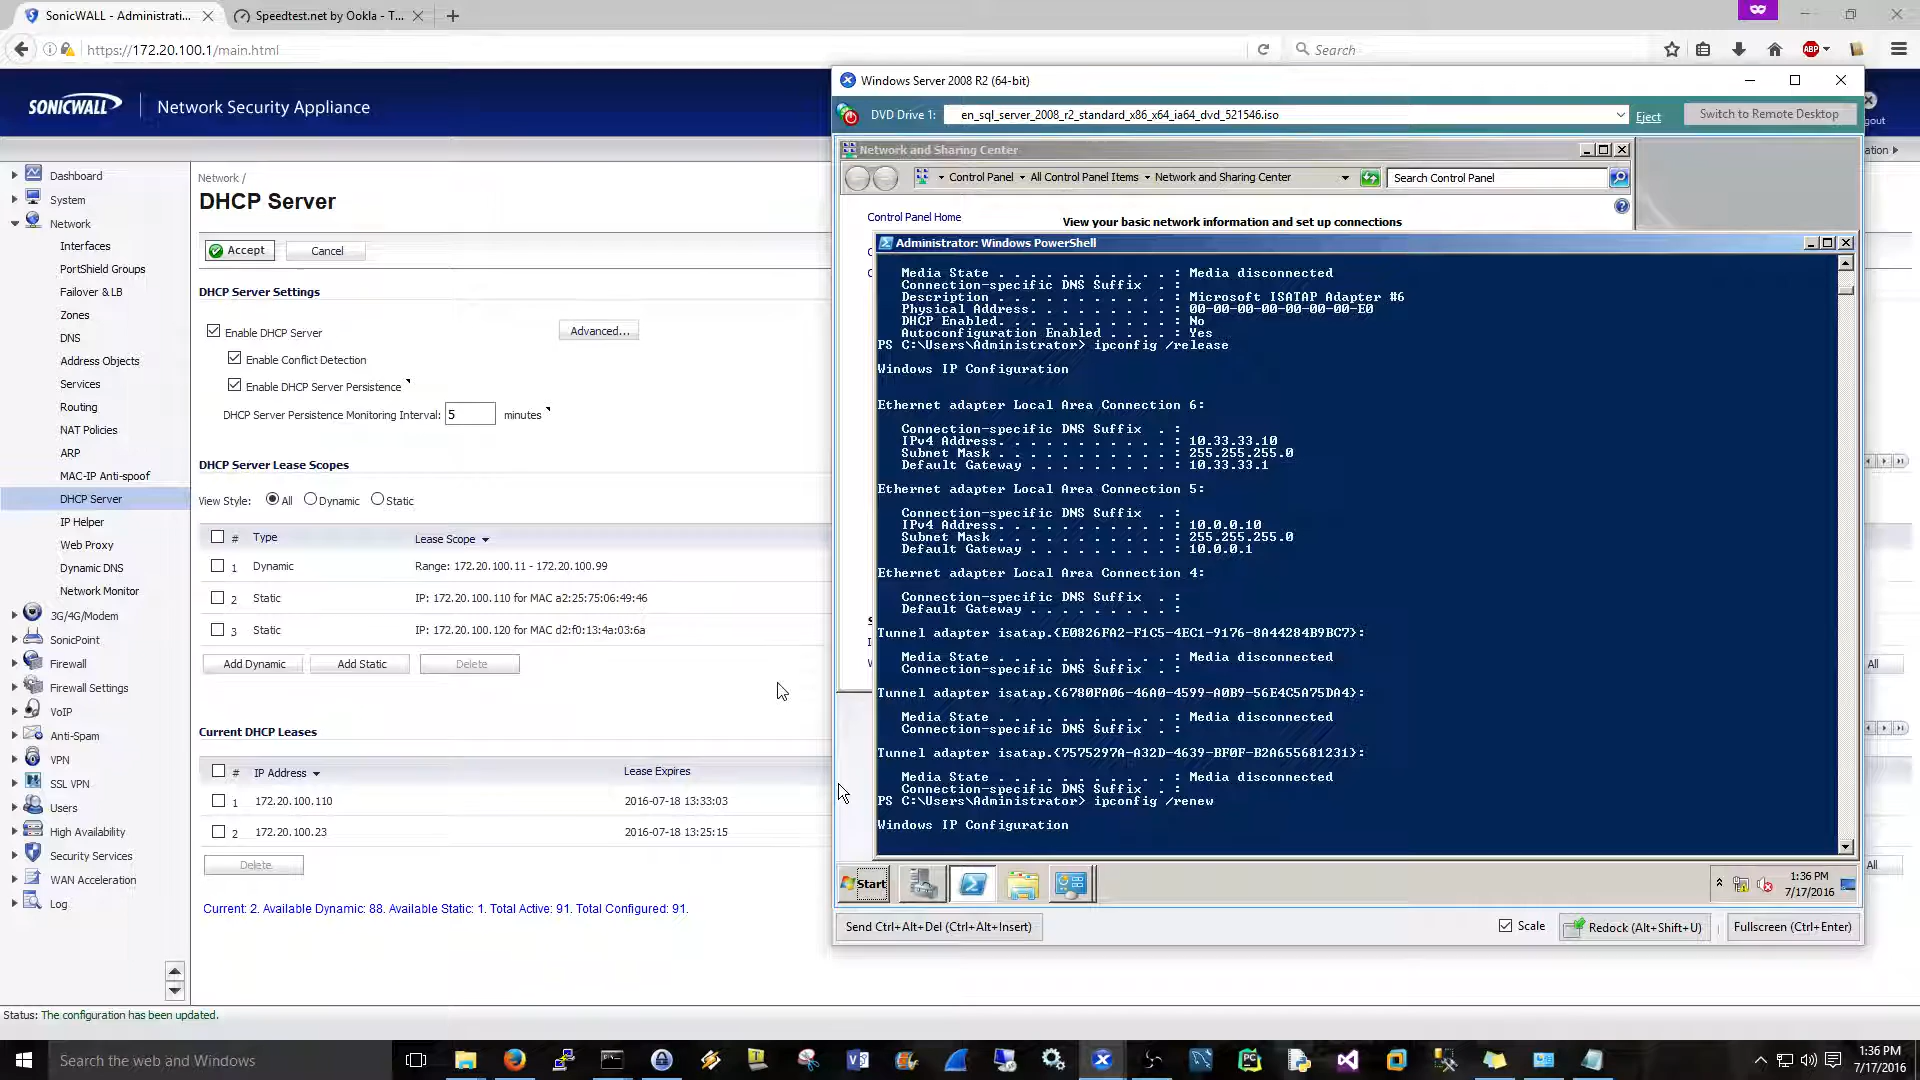 SonicWALL - Administrati...
Speedtest.net by Ookla - T...
https://172.20.100.1/main.html
Search
ABP
SONICWALL
Network Security Appliance
Dashboard
System
Network
Interfaces
PortShield Groups
Failover & LB
Zones
DNS
Address Objects
Services
Routing
NAT Policies
ARP
MAC-IP Anti-spoof
DHCP Server
IP Helper
Web Proxy
Dynamic DNS
Network Monitor
3G/4G/Modem
SonicPoint
Firewall
Firewall Settings
VoIP
Anti-Spam
VPN
SSL VPN
Users
High Availability
Security Services
WAN Acceleration
Log
Network /
DHCP Server
Accept
Cancel
DHCP Server Settings
Enable DHCP Server
Advanced...
Enable Conflict Detection
Enable DHCP Server Persistence
DHCP Server Persistence Monitoring Interval: 5 minutes
DHCP Server Lease Scopes
View Style: All Dynamic Static
# Type Lease Scope
1 Dynamic Range: 172.20.100.11 - 172.20.100.99
2 Static IP: 172.20.100.110 for MAC a2:25:75:06:49:46
3 Static IP: 172.20.100.120 for MAC d2:f0:13:4a:03:6a
Add Dynamic
Add Static
Delete
Current DHCP Leases
# IP Address Lease Expires
1 172.20.100.110 2016-07-18 13:33:03
2 172.20.100.23 2016-07-18 13:25:15
Delete
Current: 2. Available Dynamic: 88. Available Static: 1. Total Active: 91. Total Configured: 91.
Status: The configuration has been updated.
Windows Server 2008 R2 (64-bit)
DVD Drive 1: en_sql_server_2008_r2_standard_x86_x64_ia64_dvd_521546.iso
Eject
Switch to Remote Desktop
gout
ation
All
All
Network and Sharing Center
Control Panel All Control Panel Items Network and Sharing Center
Search Control Panel
Control Panel Home
View your basic network information and set up connections
Administrator: Windows PowerShell
Media State . . . . . . . . . . . : Media disconnected
Connection-specific DNS Suffix . :
Description . . . . . . . . . . . : Microsoft ISATAP Adapter #6
Physical Address. . . . . . . . . : 00-00-00-00-00-00-00-E0
DHCP Enabled. . . . . . . . . . . : No
Autoconfiguration Enabled . . . . : Yes
PS C:\Users\Administrator> ipconfig /release
Windows IP Configuration
Ethernet adapter Local Area Connection 6:
Connection-specific DNS Suffix . :
IPv4 Address. . . . . . . . . . . : 10.33.33.10
Subnet Mask . . . . . . . . . . . : 255.255.255.0
Default Gateway . . . . . . . . . : 10.33.33.1
Ethernet adapter Local Area Connection 5:
Connection-specific DNS Suffix . :
IPv4 Address. . . . . . . . . . . : 10.0.0.10
Subnet Mask . . . . . . . . . . . : 255.255.255.0
Default Gateway . . . . . . . . . : 10.0.0.1
Ethernet adapter Local Area Connection 4:
Connection-specific DNS Suffix . :
Default Gateway . . . . . . . . . :
Tunnel adapter isatap.{E0826FA2-F1C5-4EC1-9176-8A44284B9BC7}:
Media State . . . . . . . . . . . : Media disconnected
Connection-specific DNS Suffix . :
Tunnel adapter isatap.{6780FA06-46A0-4599-A0B9-56E4C5A75DA4}:
Media State . . . . . . . . . . . : Media disconnected
Connection-specific DNS Suffix . :
Tunnel adapter isatap.{7575297A-A32D-4639-BF0F-B2A655681231}:
Media State . . . . . . . . . . . : Media disconnected
Connection-specific DNS Suffix . :
PS C:\Users\Administrator> ipconfig /renew
Windows IP Configuration
Start
1:36 PM
7/17/2016
Send Ctrl+Alt+Del (Ctrl+Alt+Insert)
Scale
Redock (Alt+Shift+U)
Fullscreen (Ctrl+Enter)
Search the web and Windows
1:36 PM
7/17/2016